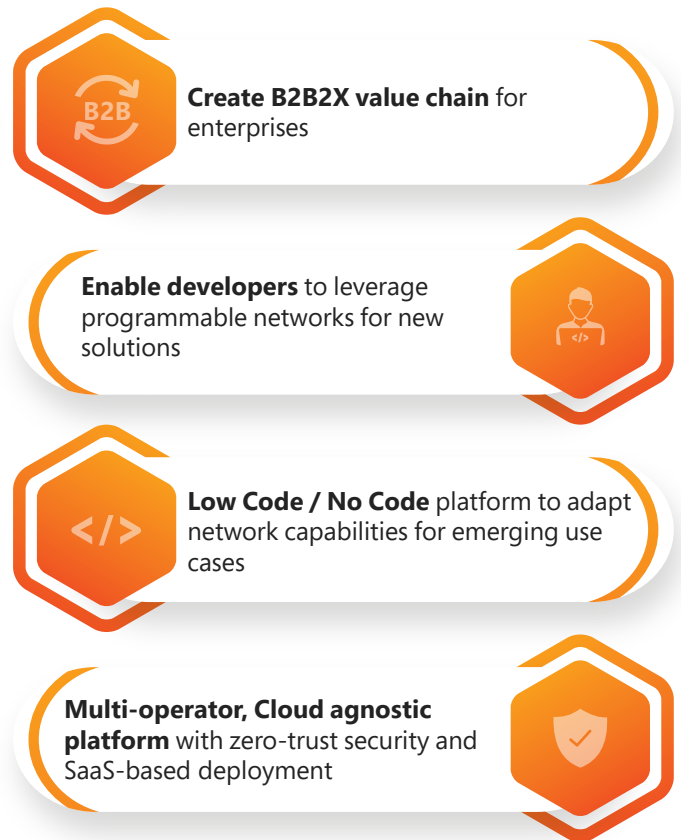 B2B
Create B2B2X value chain for
enterprises
Enable developers to leverage
programmable networks for new
solutions
</>
</>
Low Code / No Code platform to adapt
network capabilities for emerging use
cases
Multi-operator, Cloud agnostic
platform with zero-trust security and
SaaS-based deployment